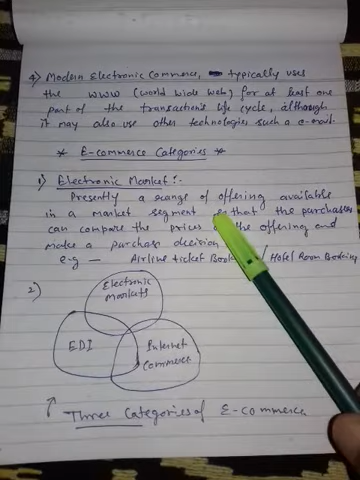 4) Modern Electronic Commerce, typically uses
the WWW (World Wide Web) for at least one
part of the transaction's life cycle, although
it may also use other technologies such a e-mail.
* E-commerce Categories *
1) Electronic Market :-
Presently a range of offering available
in a market segment so that the purchases
can compare the prices the offering and
make a purchase decision
e.g - Airline ticket Book / Hotel Room Booking
2)
Electronic
Markets
EDI
Internet
Commerce
Three Categories of E-commerce